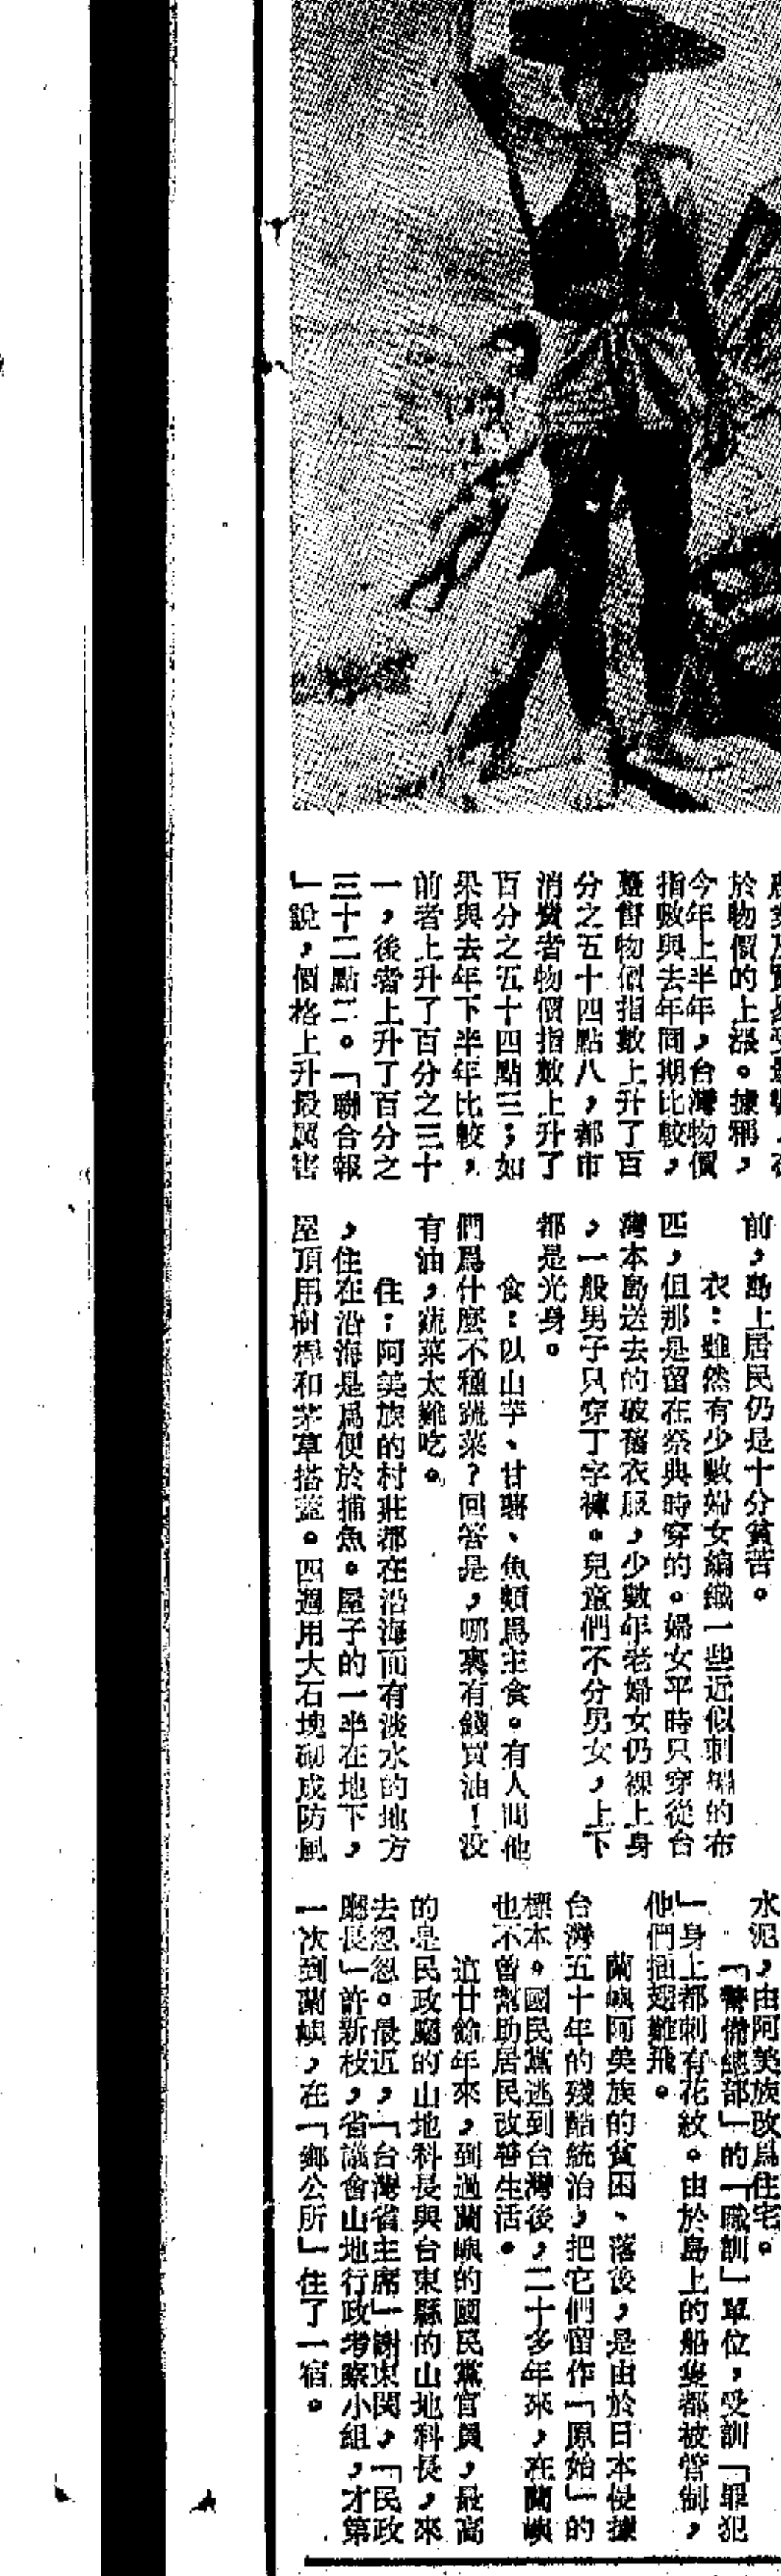 於物價的上漲。據稱，
今年上半年，台灣物價
指數與去年同期比較，
躉售物價指數上升了百
分之五十四點八，都市
消費者物價指數上升了
百分之五十四點三；如
果與去年下半年比較，
前者上升了百分之三十
一，後者上升了百分之
三十二點二。「聯合報
」說，價格上升最厲害
前，島上居民仍是十分貧苦。
衣：雖然有少數婦女編織一些近似刺繡的布
匹，但那是留在祭典時穿的。婦女平時只穿從台
灣本島送去的破舊衣服，少數年老婦女仍裸上身
，一般男子只穿丁字褲。兒童們不分男女，上下
都是光身。
食：以山芋、甘藷、魚類爲主食。有人問他
們爲什麼不種蔬菜？回答是，哪裏有錢買油！没
有油，蔬菜太難吃。
住：阿美族的村莊都在沿海而有淡水的地方
，住在沿海是爲便於捕魚。屋子的一半在地下，
屋頂用樹桿和茅草搭蓋。四週用大石塊砌成防風
水泥，由阿美族改爲住宅。
「警備總部」的「職訓」單位，受訓「罪犯
」身上都刺有花紋。由於島上的船隻都被管制，
他們插翅難飛。
蘭嶼阿美族的貧困、落後，是由於日本侵據
台灣五十年的殘酷統治，把它們留作「原始」的
標本。國民黨逃到台灣後，二十多年來，在蘭嶼
也不曾幫助居民改善生活。
這廿餘年來，到過蘭嶼的國民黨官員，最高
的是民政廳的山地科長與台東縣的山地科長，來
去怱怱。最近，「台灣省主席」謝東閔，「民政
廳長」許新枝，省議會山地行政考察小組，才第
一次到蘭嶼，在「鄉公所」住了一宿。